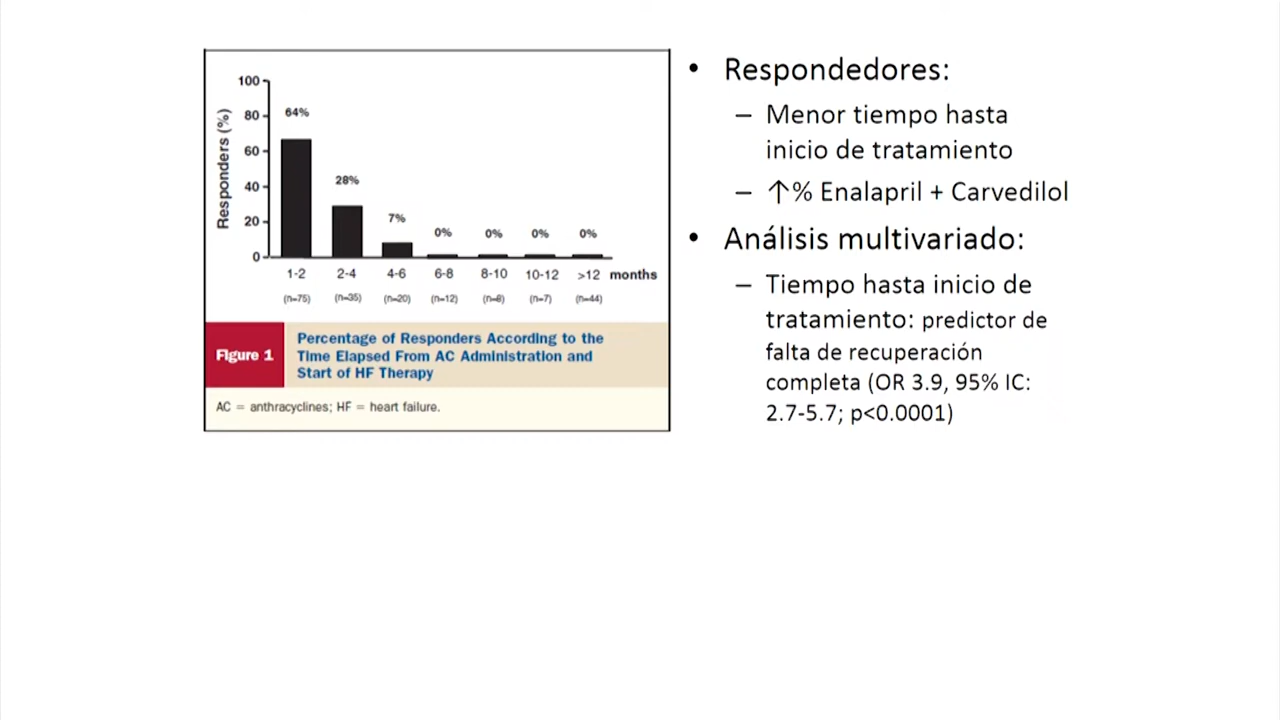 100
80
60
40
20
0
Responders (%)
64%
28%
7%
0%
0%
0%
0%
1-2
2-4
4-6
6-8
8-10
10-12
>12
months
(n=75)
(n=35)
(n=20)
(n=12)
(n=8)
(n=7)
(n=44)
Figure 1
Percentage of Responders According to the
Time Elapsed From AC Administration and
Start of HF Therapy
AC = anthracyclines; HF = heart failure.
• Respondedores:
– Menor tiempo hasta
inicio de tratamiento
– ↑% Enalapril + Carvedilol
• Análisis multivariado:
– Tiempo hasta inicio de
tratamiento: predictor de
falta de recuperación
completa (OR 3.9, 95% IC:
2.7-5.7; p<0.0001)